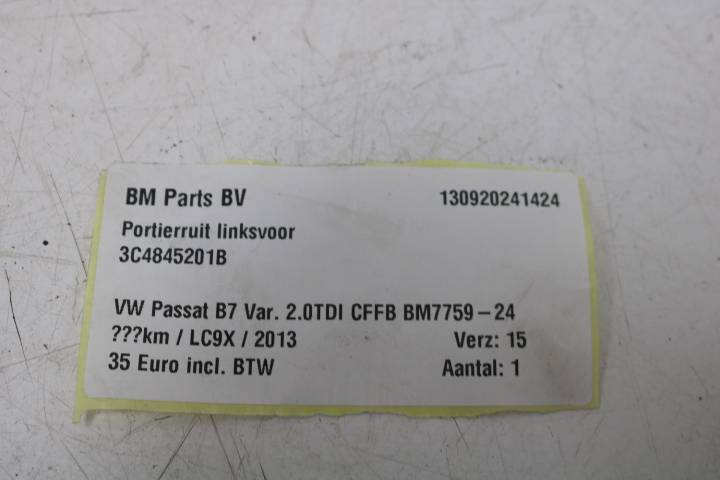 BM Parts BV 130920241424
Portierruit linksvoor
3C4845201B
VW Passat B7 Var. 2.0TDI CFFB BM7759-24
???km / LC9X / 2013 Verz: 15
35 Euro incl. BTW Aantal: 1